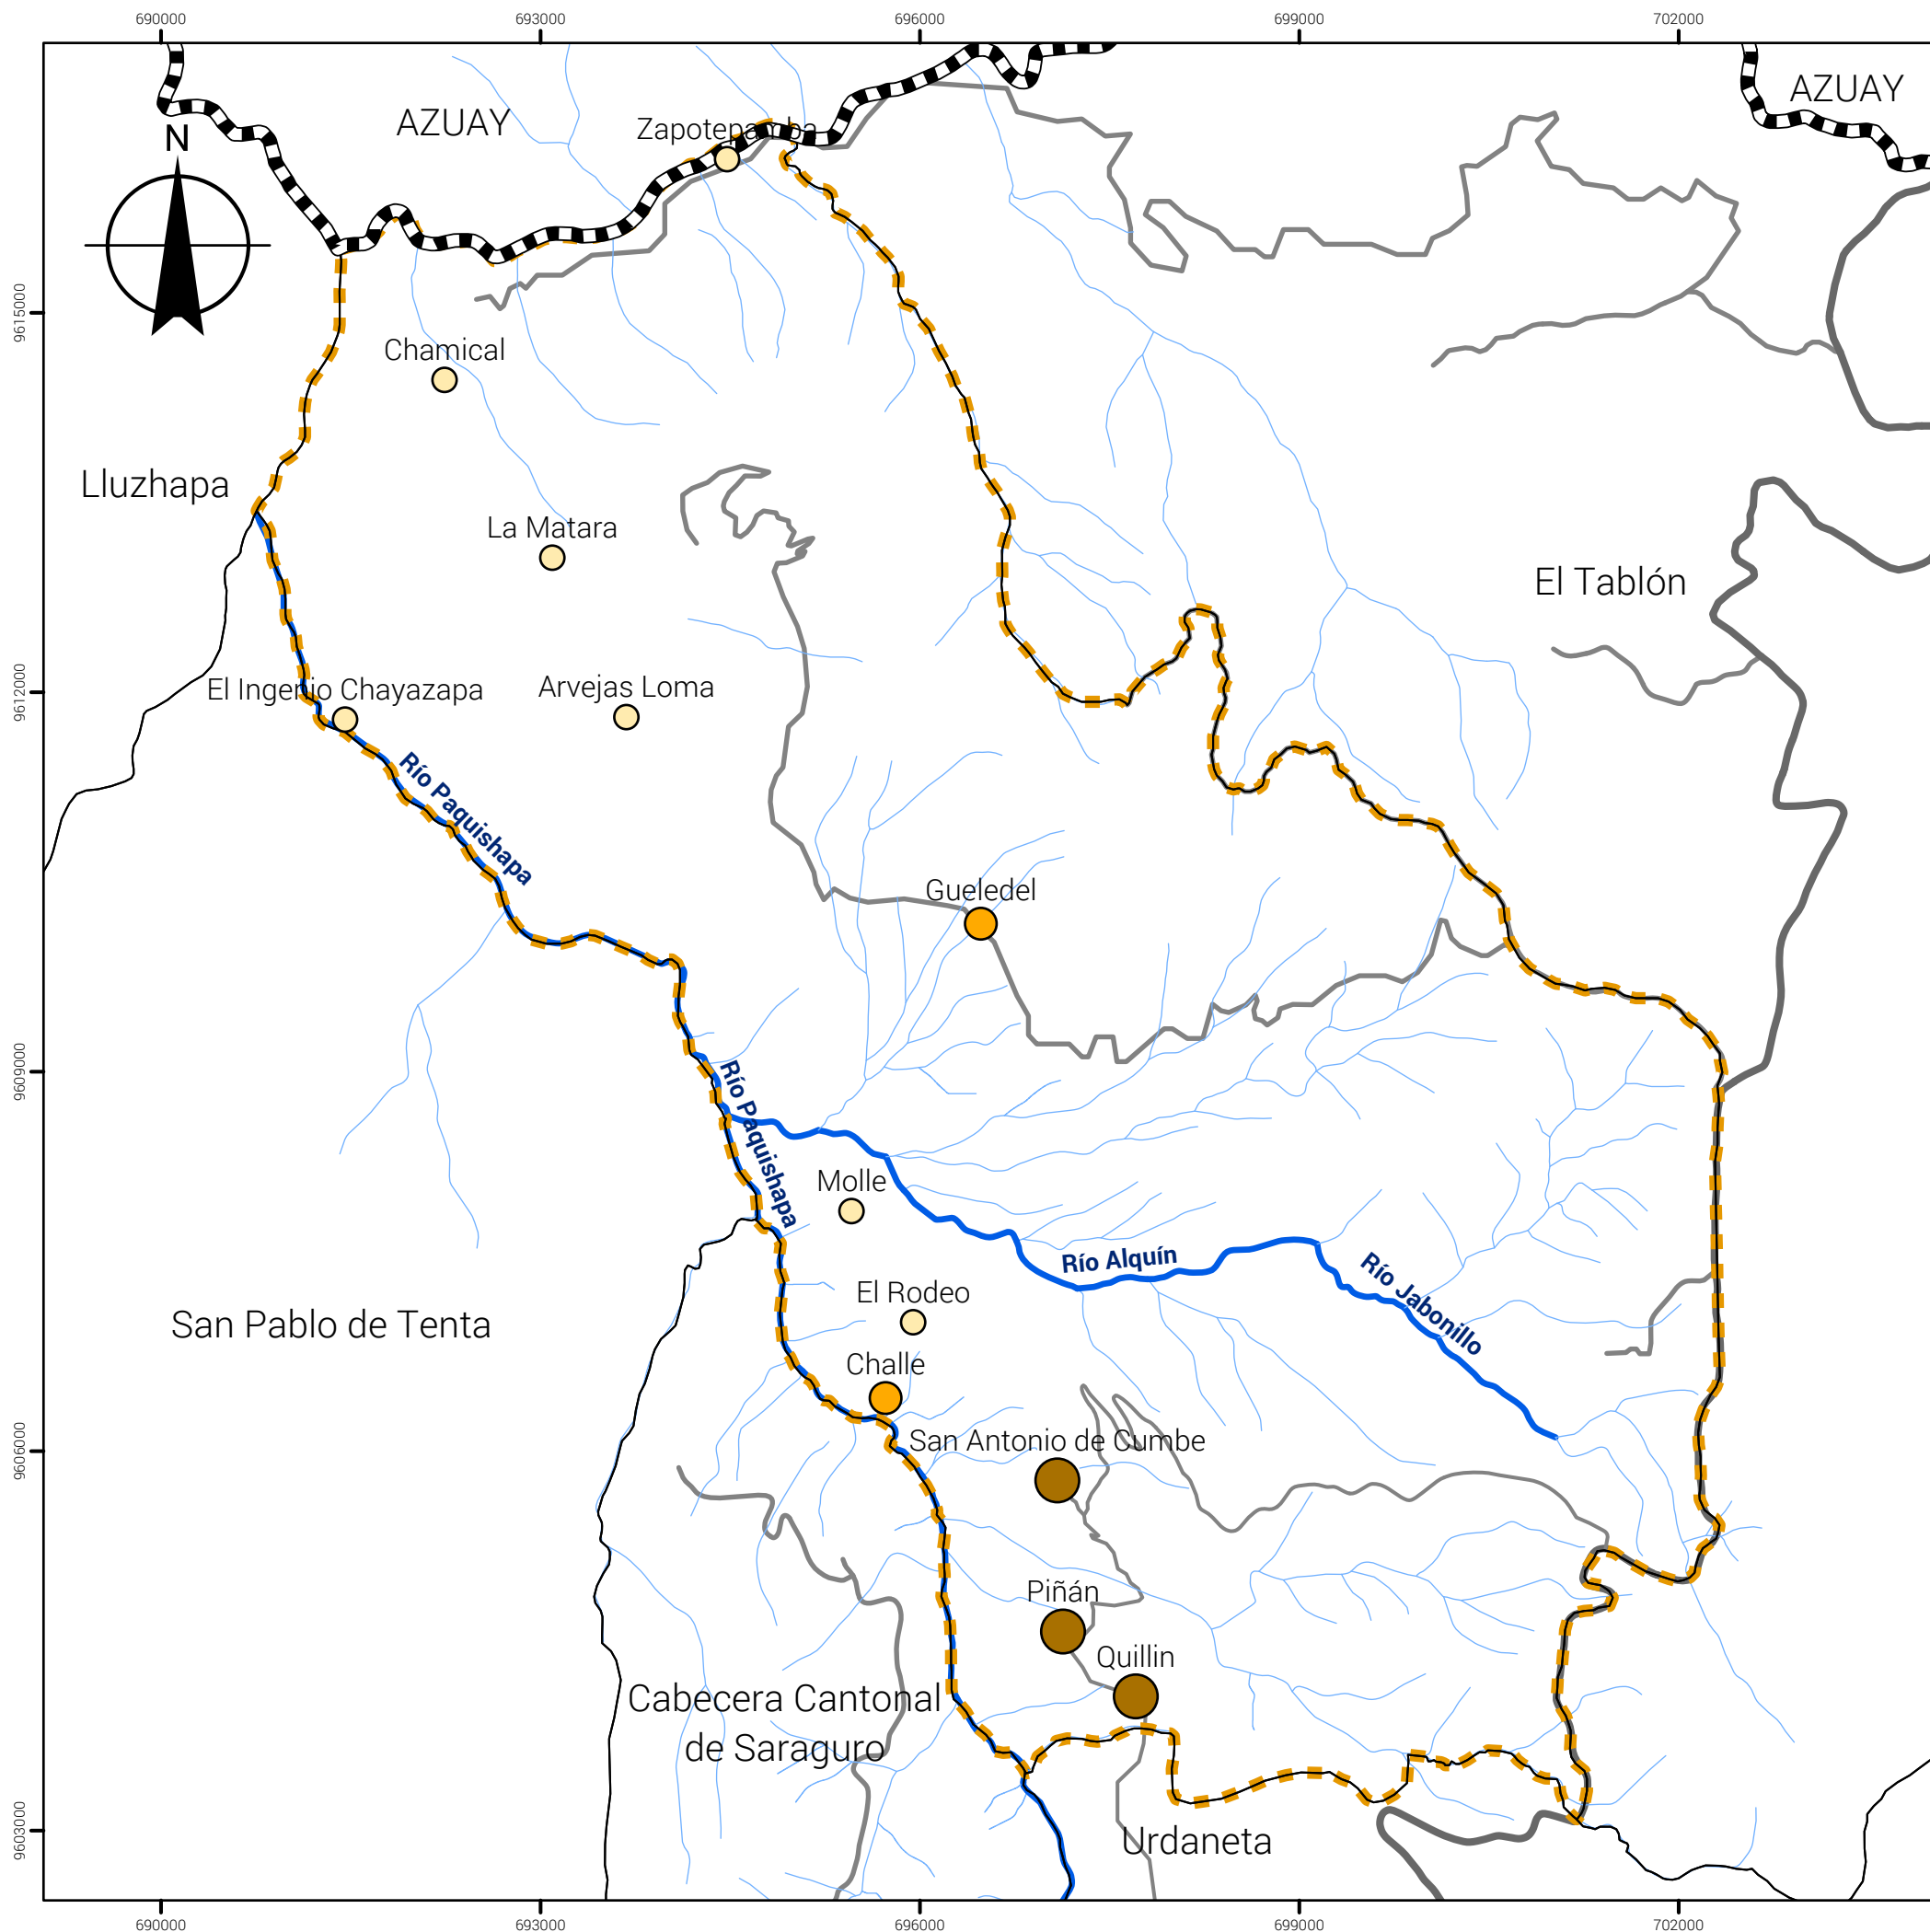 690000
693000
696000
699000
702000
AZUAY
AZUAY
N
Zapotepamba
9615000
Chamical
Lluzhapa
La Matara
El Tablón
9612000
El Ingenio Chayazapa
Arvejas Loma
Río Paquishapa
Gueledel
9609000
Río Paquishapa
Molle
Río Alquín
Río Jabonillo
El Rodeo
San Pablo de Tenta
Challe
9606000
San Antonio de Cumbe
Piñán
Quillin
Cabecera Cantonal
de Saraguro
9603000
Urdaneta
690000
693000
696000
699000
702000